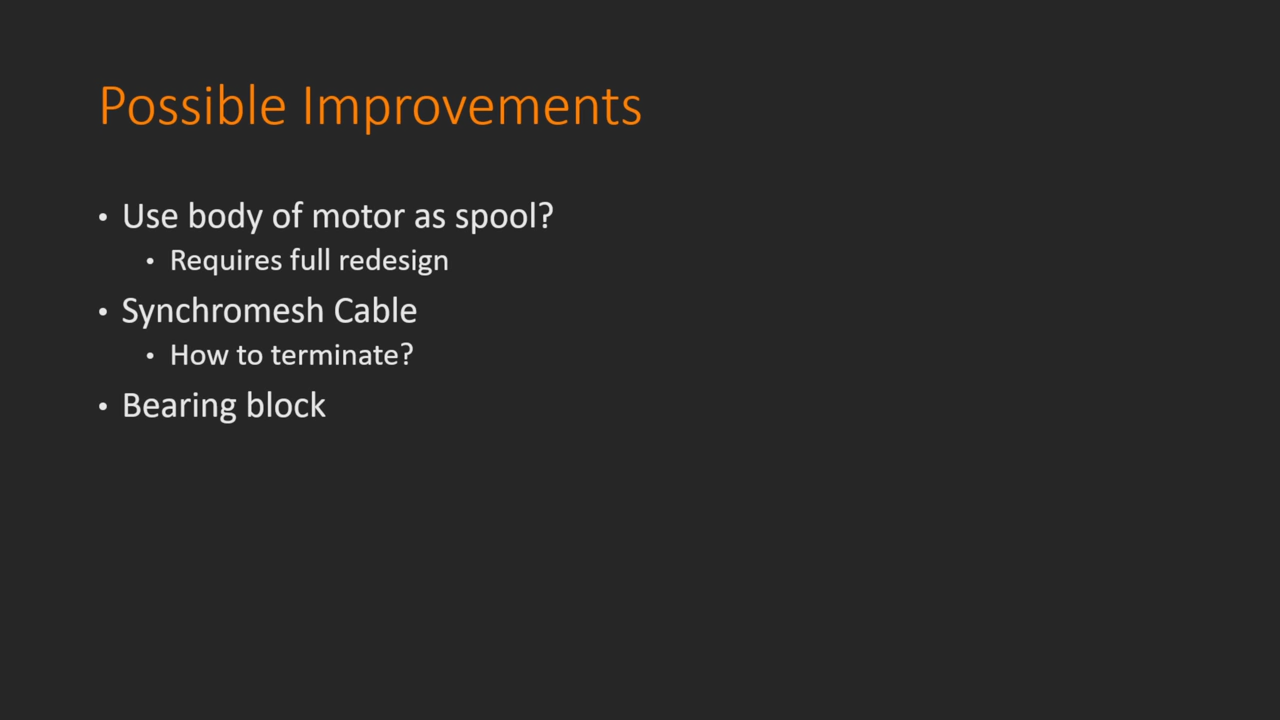 Possible Improvements
• Use body of motor as spool?
• Requires full redesign
• Synchromesh Cable
• How to terminate?
• Bearing block